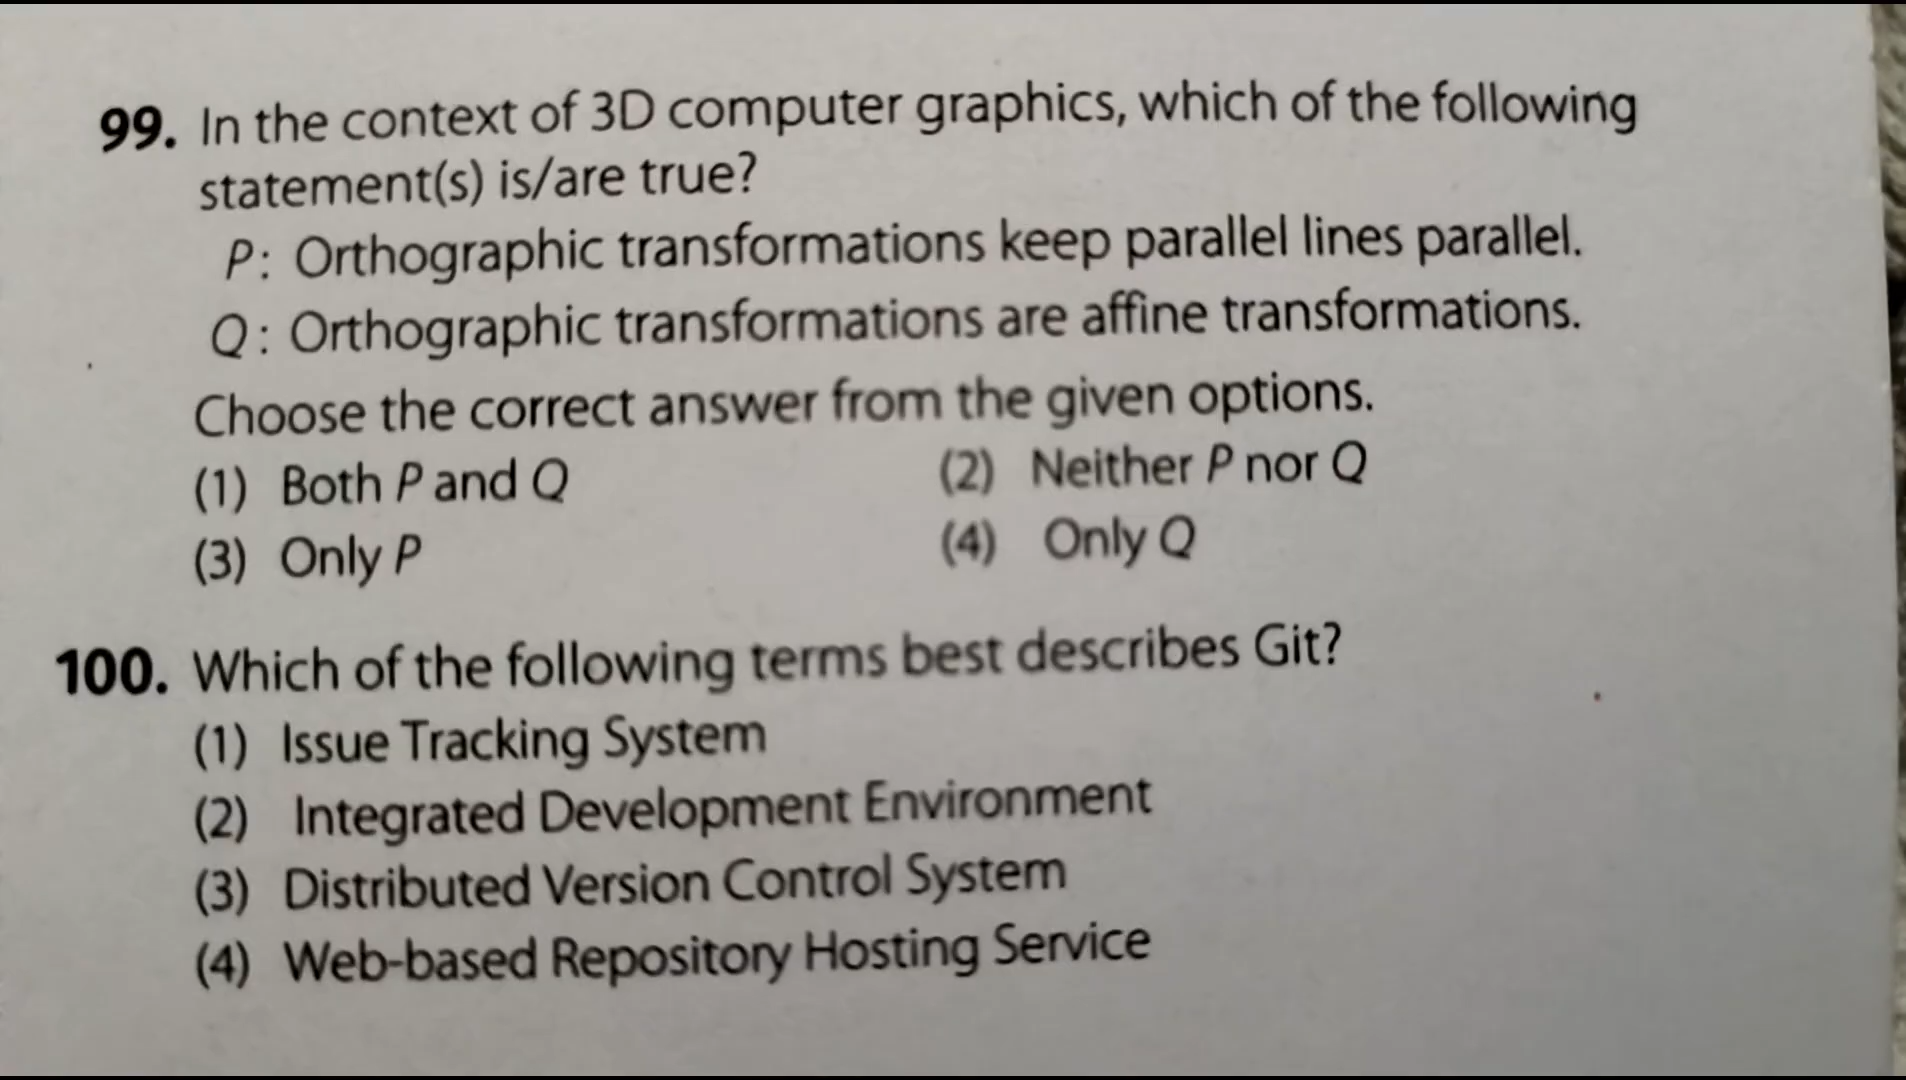 99. In the context of 3D computer graphics, which of the following
statement(s) is/are true?
P: Orthographic transformations keep parallel lines parallel.
Q: Orthographic transformations are affine transformations.
Choose the correct answer from the given options.
(1) Both P and Q (2) Neither P nor Q
(3) Only P (4) Only Q
100. Which of the following terms best describes Git?
(1) Issue Tracking System
(2) Integrated Development Environment
(3) Distributed Version Control System
(4) Web-based Repository Hosting Service